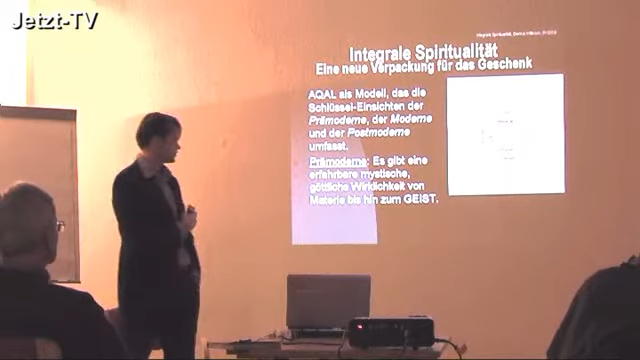 Jetzt-TV
Integrale Spiritualität
Eine neue Verpackung für das Geschenk
AQAL als Modell, das die
Schlüssel-Einsichten der
Prämoderne, der Moderne
und der Postmoderne
umfasst.
Prämoderne: Es gibt eine
erfahrbare mystische,
göttliche Wirklichkeit von
Materie bis hin zum GEIST.